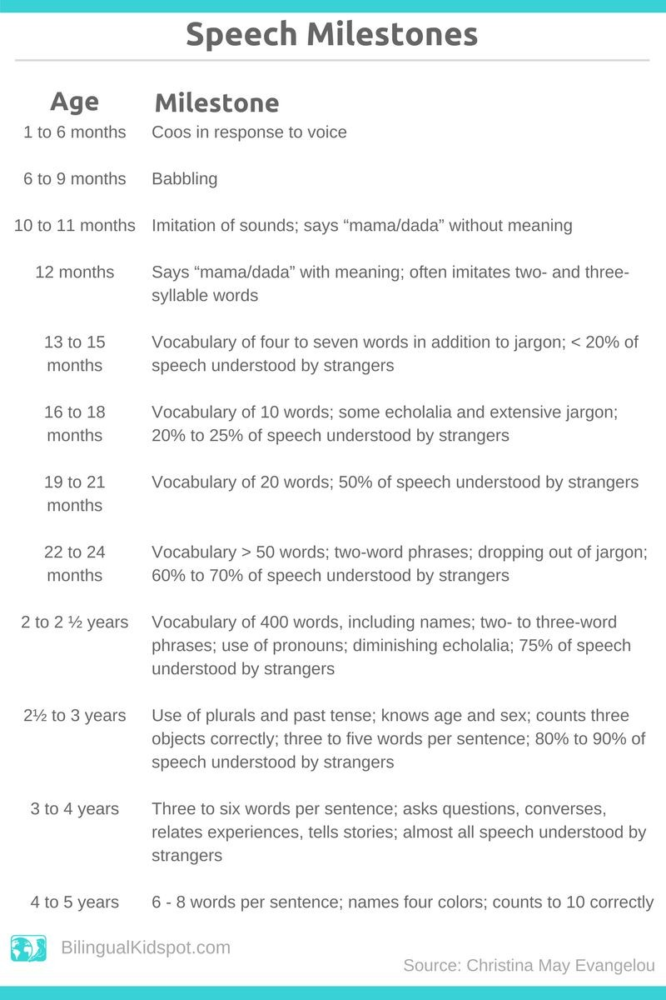 Speech Milestones
Age Milestone
1 to 6 months Coos in response to voice
6 to 9 months Babbling
10 to 11 months Imitation of sounds; says “mama/dada” without meaning
12 months Says “mama/dada” with meaning; often imitates two- and three-
syllable words
13 to 15 Vocabulary of four to seven words in addition to jargon; < 20% of
months speech understood by strangers
16 to 18 Vocabulary of 10 words; some echolalia and extensive jargon;
months 20% to 25% of speech understood by strangers
19 to 21 Vocabulary of 20 words; 50% of speech understood by strangers
months
22 to 24 Vocabulary > 50 words; two-word phrases; dropping out of jargon;
months 60% to 70% of speech understood by strangers
2 to 2 ½ years Vocabulary of 400 words, including names; two- to three-word
phrases; use of pronouns; diminishing echolalia; 75% of speech
understood by strangers
2½ to 3 years Use of plurals and past tense; knows age and sex; counts three
objects correctly; three to five words per sentence; 80% to 90% of
speech understood by strangers
3 to 4 years Three to six words per sentence; asks questions, converses,
relates experiences, tells stories; almost all speech understood by
strangers
4 to 5 years 6 - 8 words per sentence; names four colors; counts to 10 correctly
BilingualKidspot.com
Source: Christina May Evangelou